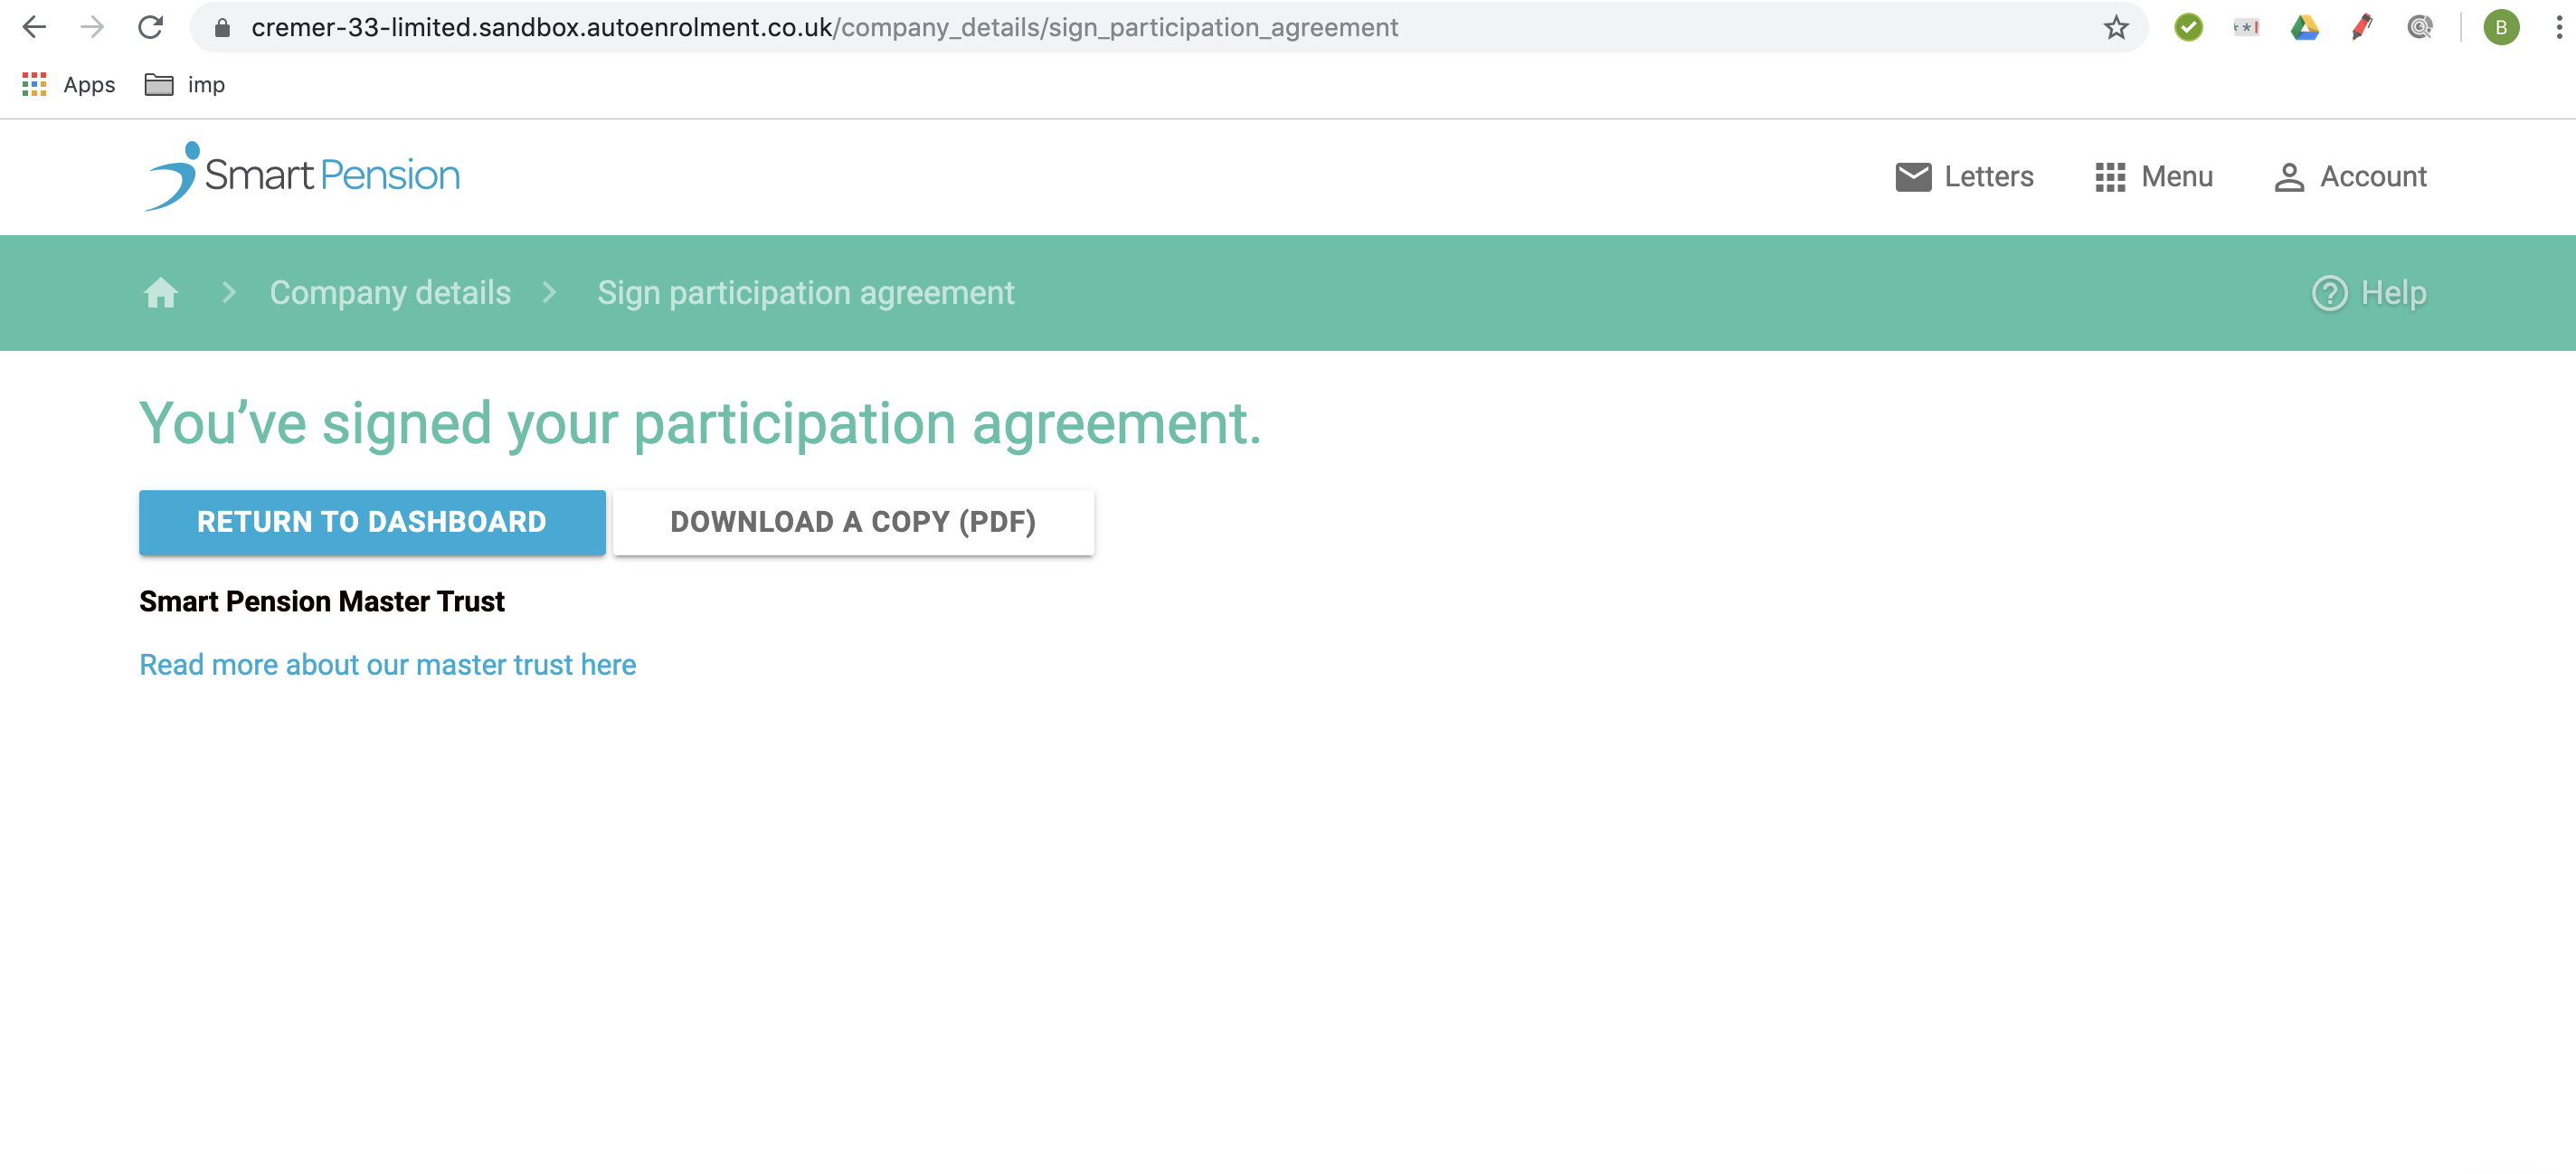 cremer-33-limited.sandbox.autoenrolment.co.uk/company_details/sign_participation_agreement
B
Apps imp
Smart Pension Letters Menu Account
Company details Sign participation agreement Help
You’ve signed your participation agreement.
RETURN TO DASHBOARD DOWNLOAD A COPY (PDF)
Smart Pension Master Trust
Read more about our master trust here